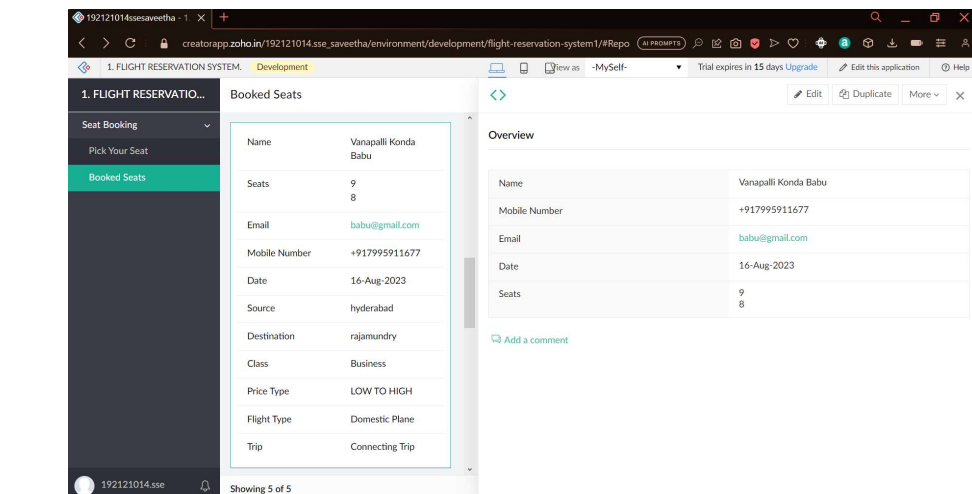 192121014ssesaveetha - 1.
creatorapp.zoho.in/192121014.sse_saveetha/environment/development/flight-reservation-system1/#Repo
AI PROMPTS
1. FLIGHT RESERVATION SYSTEM. Development
View as -MySelf-
Trial expires in 15 days Upgrade
Edit this application
Help
1. FLIGHT RESERVATIO...
Seat Booking
Pick Your Seat
Booked Seats
192121014.sse
Booked Seats
Name Vanapalli Konda
Babu
Seats 9
8
Email babu@gmail.com
Mobile Number +917995911677
Date 16-Aug-2023
Source hyderabad
Destination rajamundry
Class Business
Price Type LOW TO HIGH
Flight Type Domestic Plane
Trip Connecting Trip
Showing 5 of 5
Edit Duplicate More
Overview
Name Vanapalli Konda Babu
Mobile Number +917995911677
Email babu@gmail.com
Date 16-Aug-2023
Seats 9
8
Add a comment